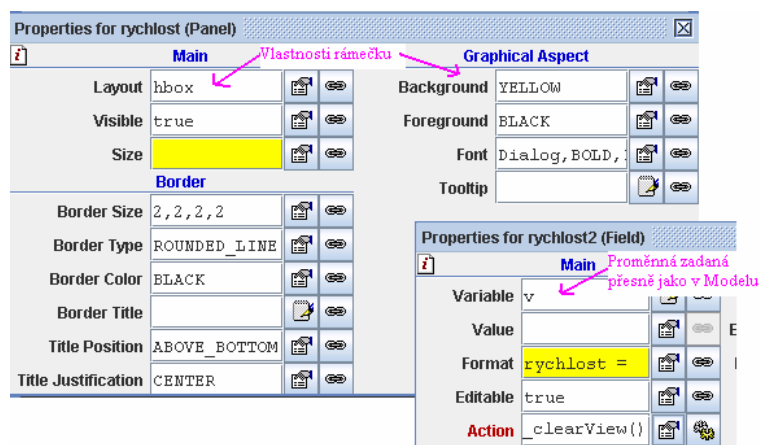 Properties for rychlost (Panel)
Main
Vlastnosti rámečku
Graphical Aspect
Layout hbox
Background YELLOW
Visible true
Foreground BLACK
Size
Font Dialog,BOLD,
Border
Tooltip
Border Size 2,2,2,2
Border Type ROUNDED_LINE
Border Color BLACK
Border Title
Title Position ABOVE_BOTTOM
Title Justification CENTER
Properties for rychlost2 (Field)
Main
Proměnná zadaná
přesně jako v Modelu
Variable v
Value
E
Format rychlost =
Editable true
Action _clearView()